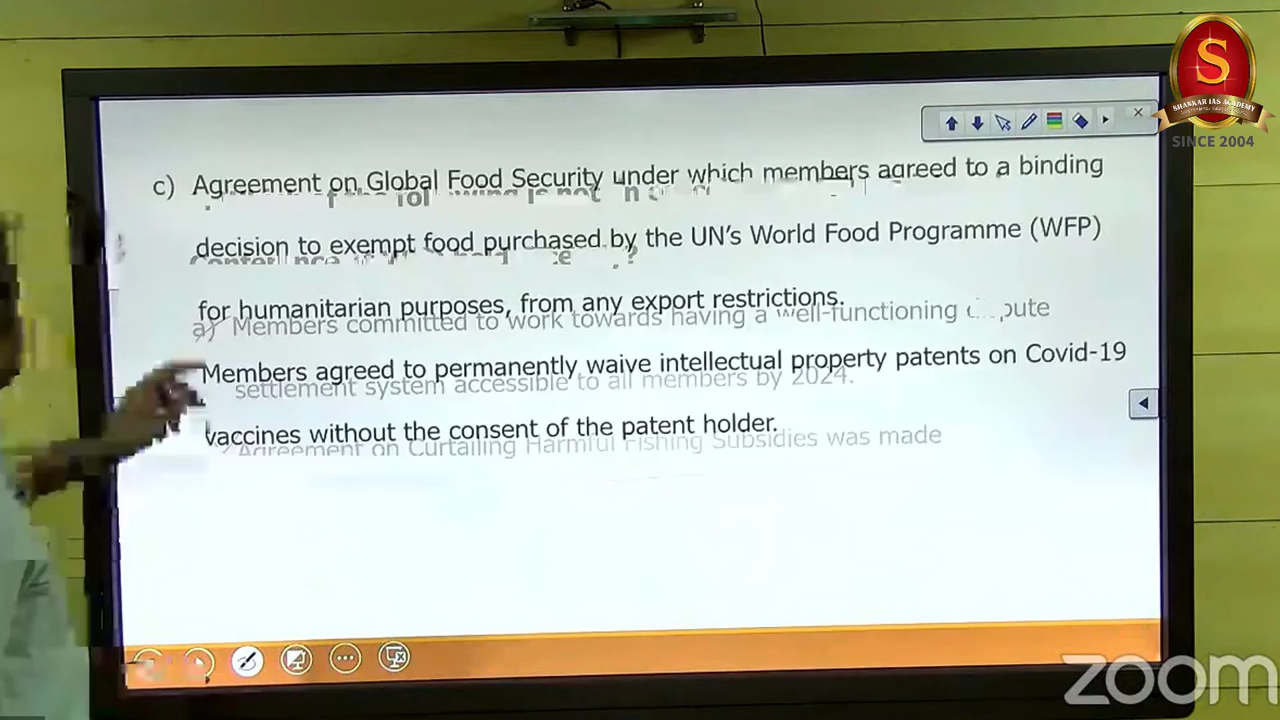 S
SHANKAR IAS ACADEMY
SINCE 2004
c) Agreement on Global Food Security under which members agreed to a binding
decision to exempt food purchased by the UN's World Food Programme (WFP)
?
for humanitarian purposes, from any export restrictions.
a) Members committed to work towards having a well-functioning
Members agreed to permanently waive intellectual property patents on Covid-19
settlement system accessible to all members by 2024.
vaccines without the consent of the patent holder.
Agreement on Curtailing Harmful Fishing Subsidies was made
zoom